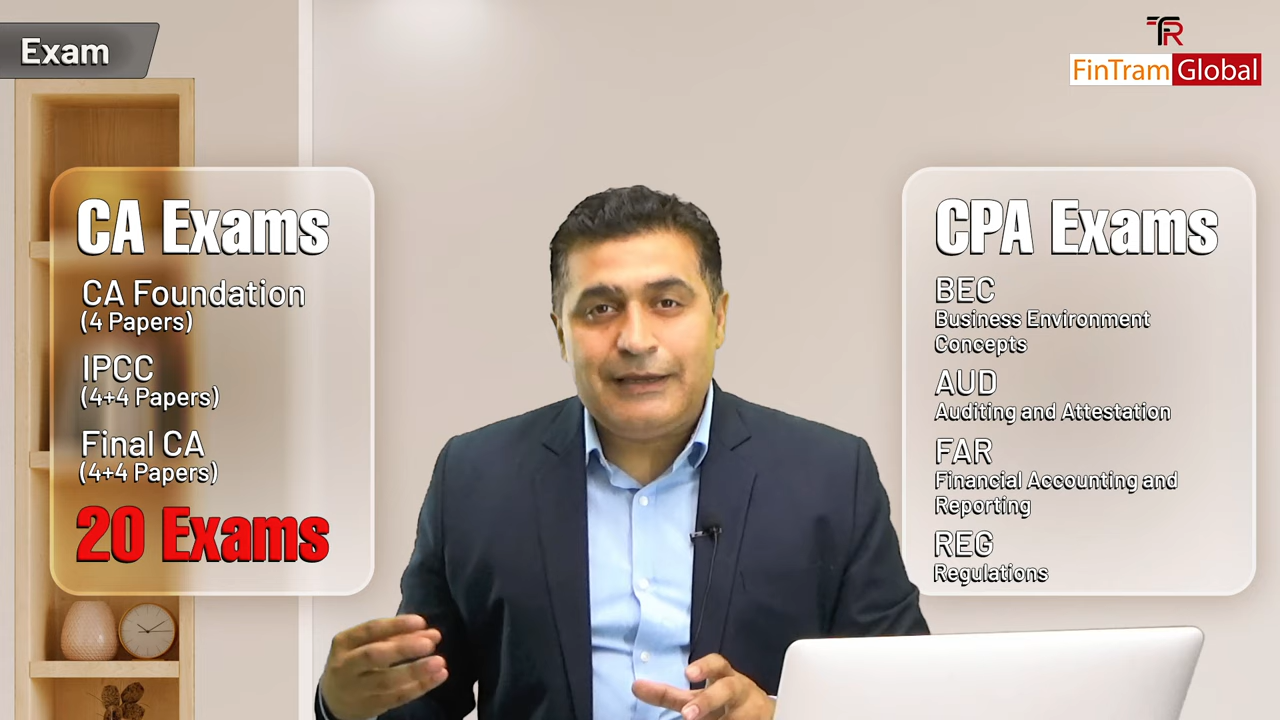 Exam
TR
FinTram Global
CA Exams
CA Foundation
(4 Papers)
IPCC
(4+4 Papers)
Final CA
(4+4 Papers)
20 Exams
CPA Exams
BEC
Business Environment
Concepts
AUD
Auditing and Attestation
FAR
Financial Accounting and
Reporting
REG
Regulations